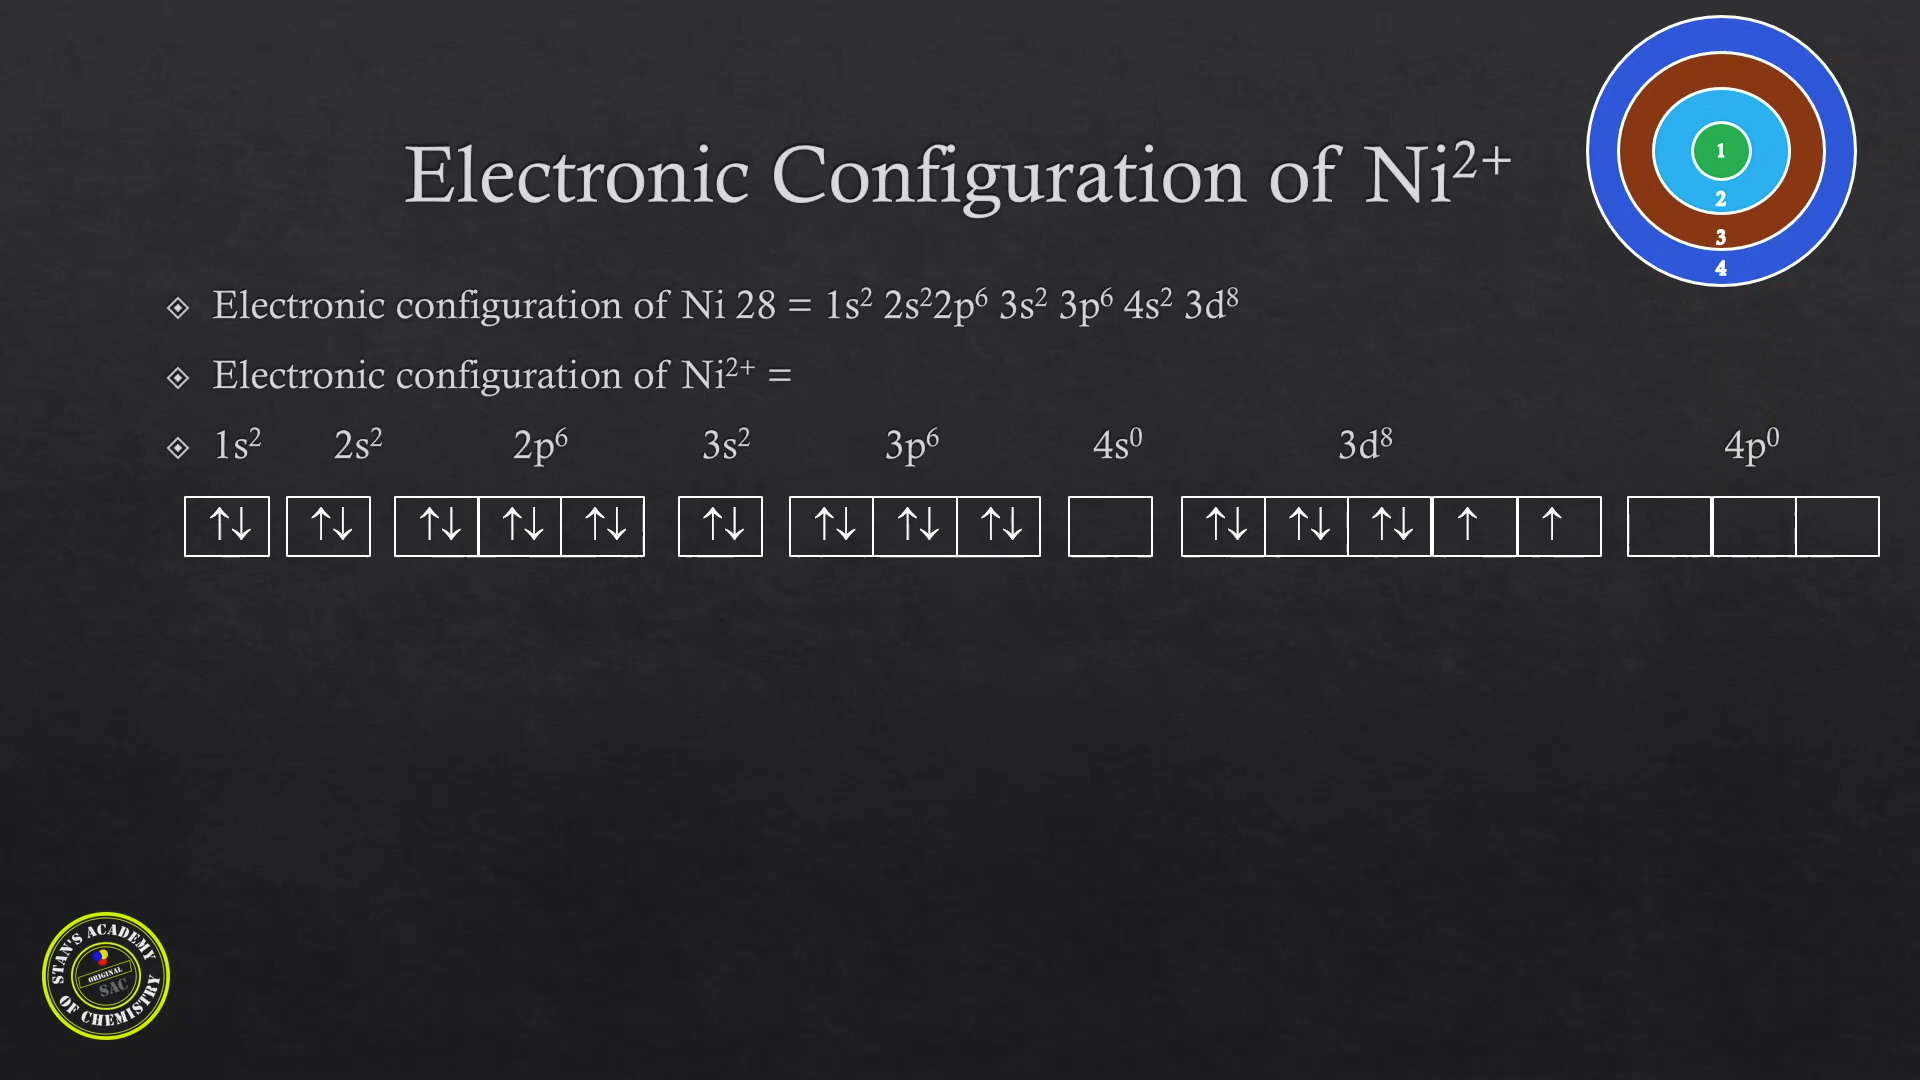 1
2
3
4
Electronic Configuration of Ni²⁺
Electronic configuration of Ni 28 = 1s² 2s²2p⁶ 3s² 3p⁶ 4s² 3d⁸
Electronic configuration of Ni²⁺ =
1s² 2s² 2p⁶ 3s² 3p⁶ 4s⁰ 3d⁸ 4p⁰
↑↓ ↑↓ ↑↓ ↑↓ ↑↓ ↑↓ ↑↓ ↑↓ ↑↓ ↑↓ ↑↓ ↑↓ ↑ ↑
STAN'S ACADEMY
ORIGINAL
SAC
OF CHEMISTRY